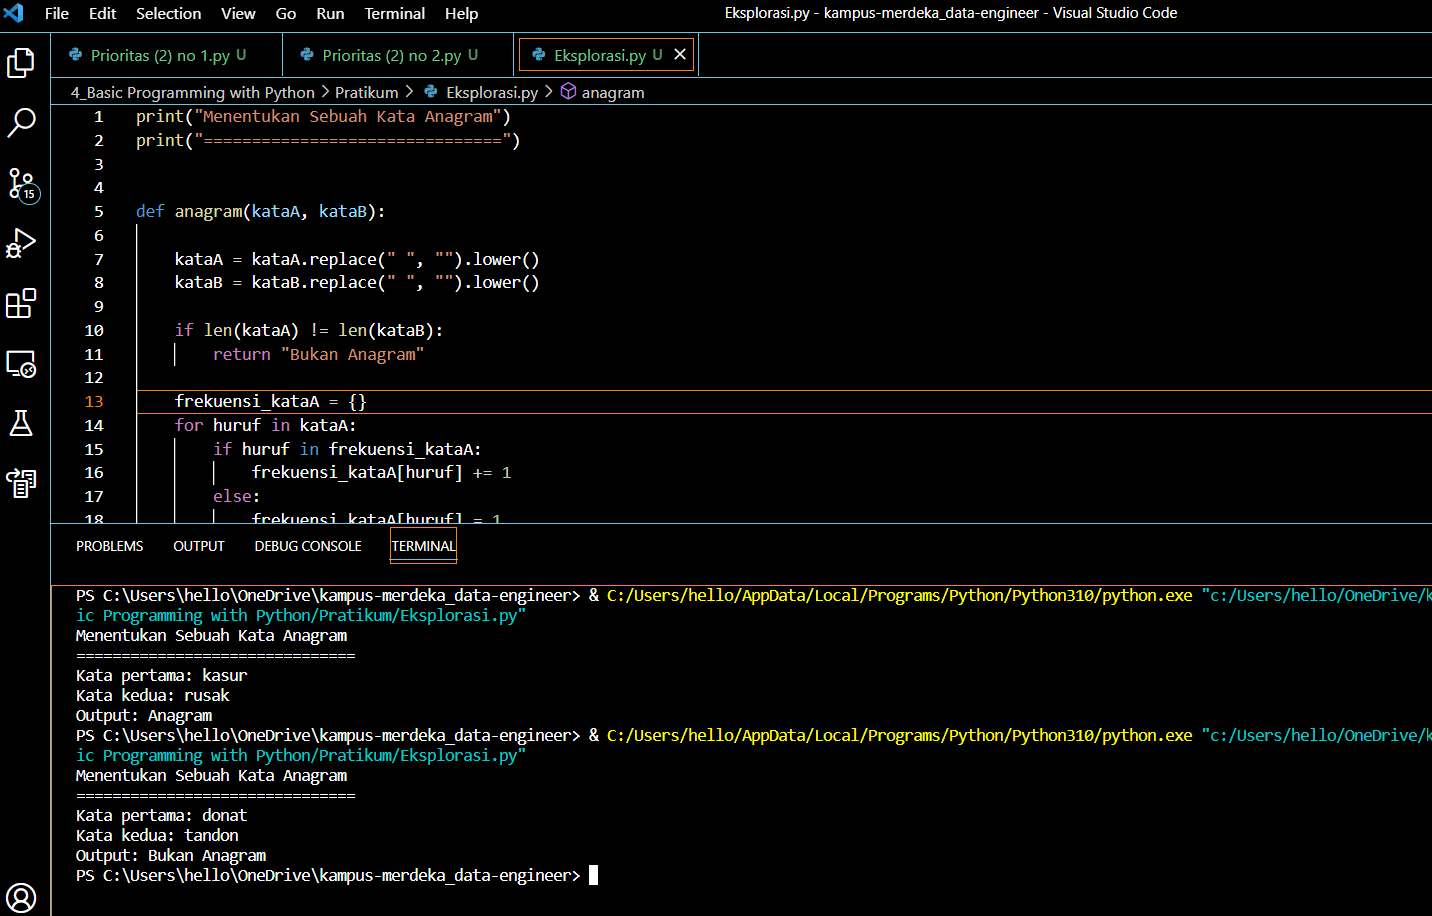 File Edit Selection View Go Run Terminal Help
Eksplorasi.py - kampus-merdeka_data-engineer - Visual Studio Code
Prioritas (2) no 1.py U
Prioritas (2) no 2.py U
Eksplorasi.py U
4_Basic Programming with Python > Pratikum > Eksplorasi.py > anagram
15
1 print("Menentukan Sebuah Kata Anagram")
2 print("===============================")
3
4
5 def anagram(kataA, kataB):
6
7 kataA = kataA.replace(" ", "").lower()
8 kataB = kataB.replace(" ", "").lower()
9
10 if len(kataA) != len(kataB):
11 return "Bukan Anagram"
12
13 frekuensi_kataA = {}
14 for huruf in kataA:
15 if huruf in frekuensi_kataA:
16 frekuensi_kataA[huruf] += 1
17 else:
18 frekuensi_kataA[huruf] = 1
PROBLEMS OUTPUT DEBUG CONSOLE TERMINAL
PS C:\Users\hello\OneDrive\kampus-merdeka_data-engineer> & C:/Users/hello/AppData/Local/Programs/Python/Python310/python.exe "c:/Users/hello/OneDrive/k
ic Programming with Python/Pratikum/Eksplorasi.py"
Menentukan Sebuah Kata Anagram
===============================
Kata pertama: kasur
Kata kedua: rusak
Output: Anagram
PS C:\Users\hello\OneDrive\kampus-merdeka_data-engineer> & C:/Users/hello/AppData/Local/Programs/Python/Python310/python.exe "c:/Users/hello/OneDrive/k
ic Programming with Python/Pratikum/Eksplorasi.py"
Menentukan Sebuah Kata Anagram
===============================
Kata pertama: donat
Kata kedua: tandon
Output: Bukan Anagram
PS C:\Users\hello\OneDrive\kampus-merdeka_data-engineer>